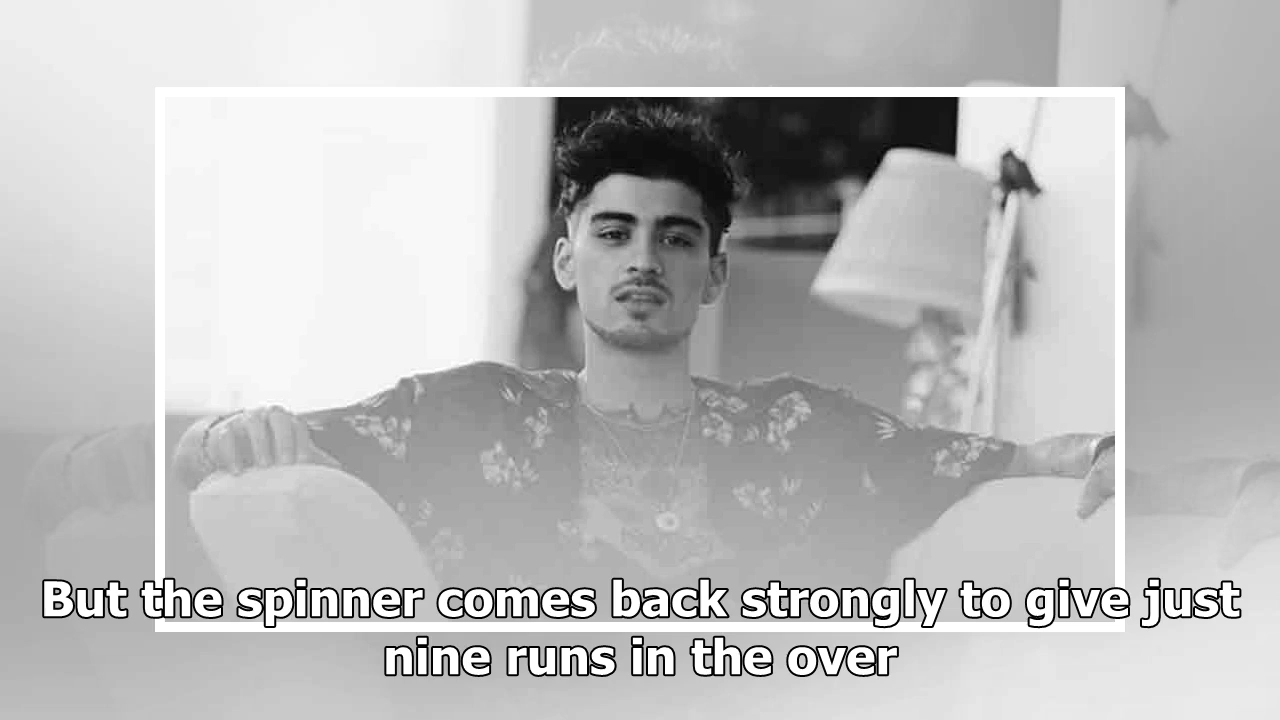 But the spinner comes back strongly to give just
nine runs in the over